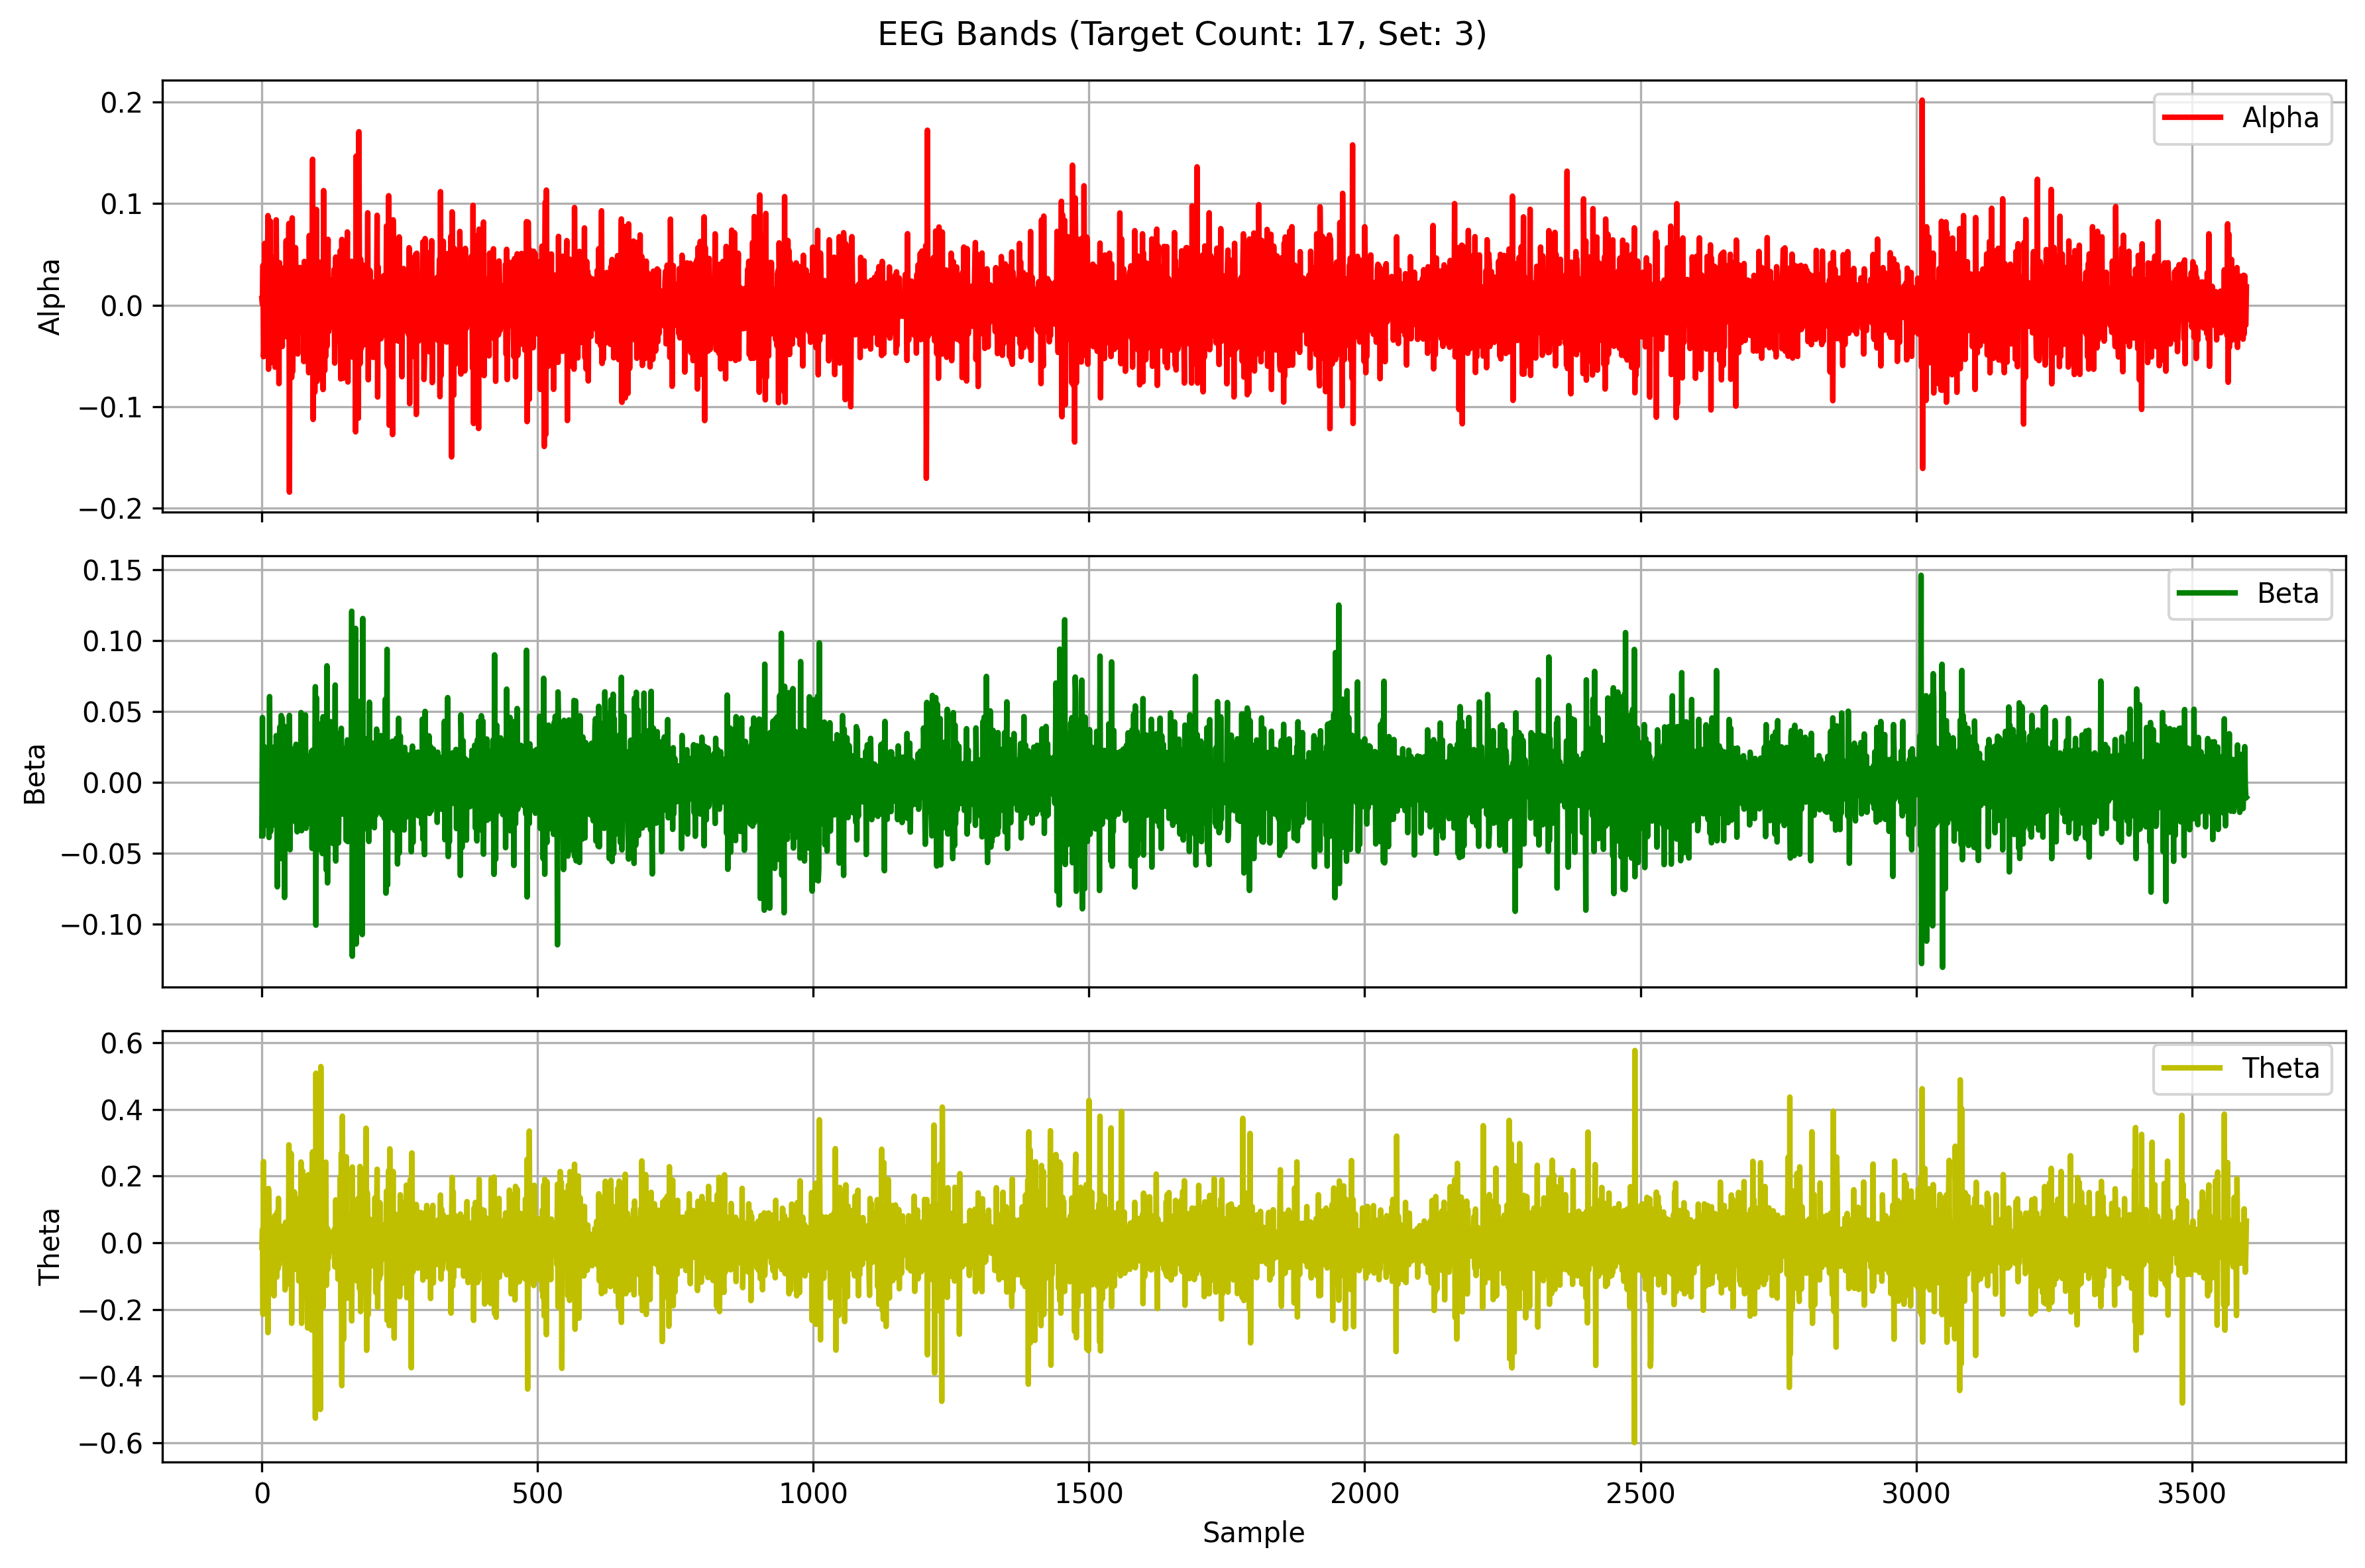 EEG Bands (Target Count: 17, Set: 3)
0.2
0.1
0.0
−0.1
−0.2
Alpha
Alpha
0.15
0.10
0.05
0.00
−0.05
−0.10
Beta
Beta
0.6
0.4
0.2
0.0
−0.2
−0.4
−0.6
Theta
Theta
0 500 1000 1500 2000 2500 3000 3500
Sample